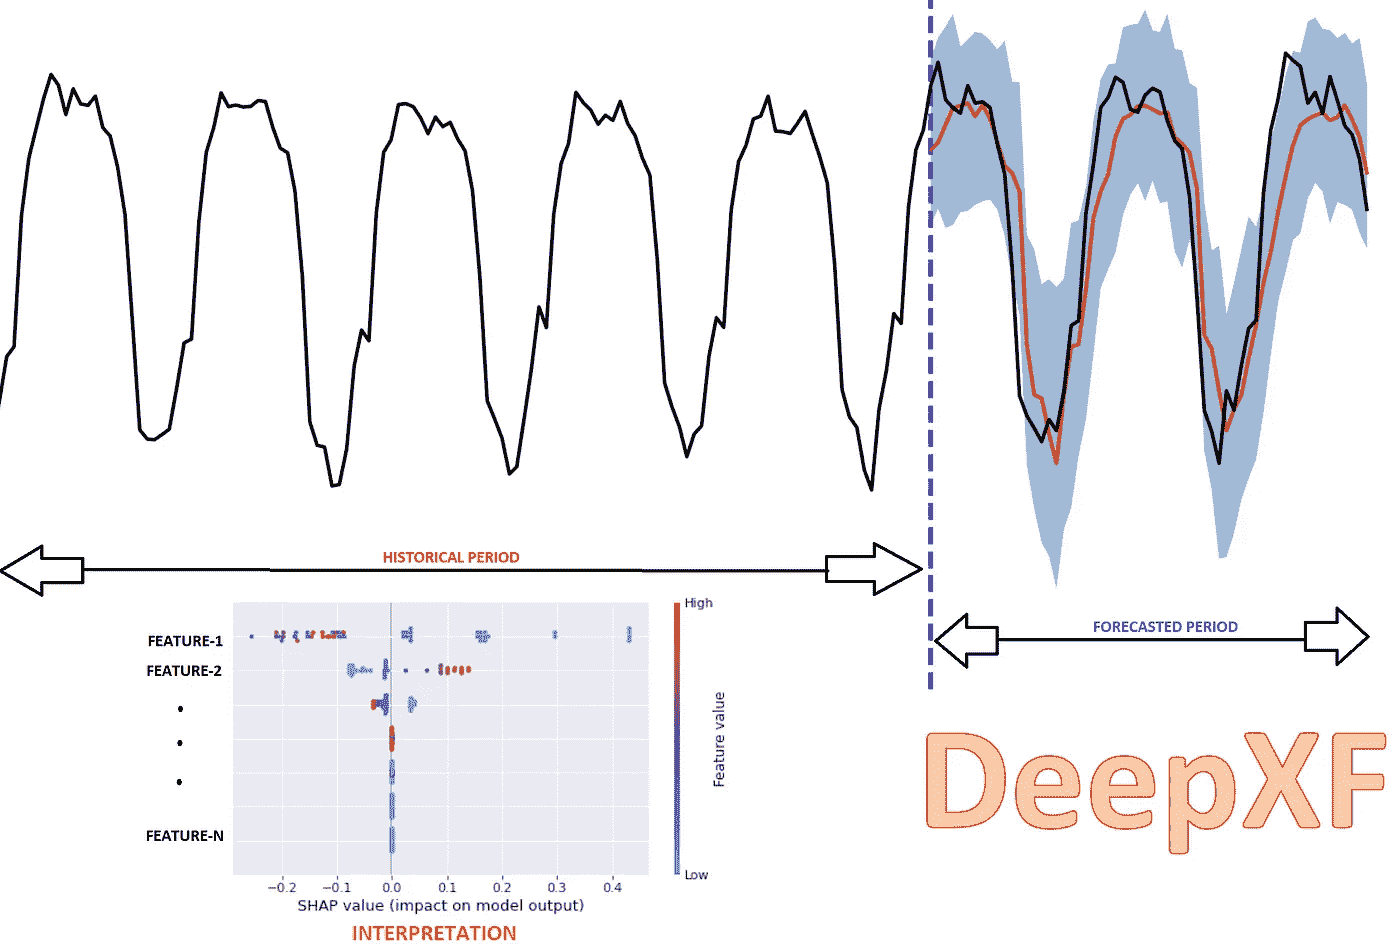 HISTORICAL PERIOD
FORECASTED PERIOD
High
FEATURE-1
FEATURE-2
FEATURE-N
Feature value
Low
−0.2 −0.1 0.0 0.1 0.2 0.3 0.4
SHAP value (impact on model output)
INTERPRETATION
DeepXF